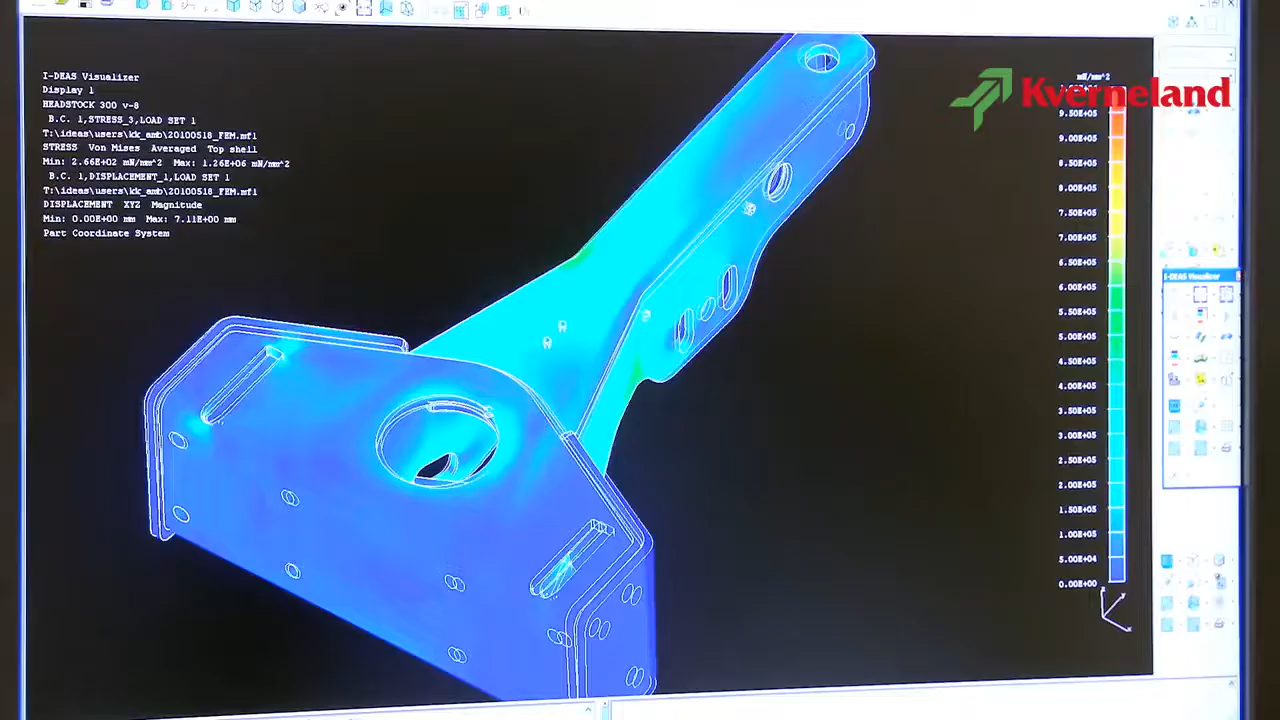 I-DEAS Visualizer
Display 1
HEADSTOCK 300 v-8
B.C. 1,STRESS_3,LOAD SET 1
T:\ideas\users\kk_amb\20100518_FEM.mf1
STRESS Von Mises Averaged Top shell
Min: 2.66E+02 mN/mm^2 Max: 1.26E+06 mN/mm^2
B.C. 1,DISPLACEMENT_1,LOAD SET 1
T:\ideas\users\kk_amb\20100518_FEM.mf1
DISPLACEMENT XYZ Magnitude
Min: 0.00E+00 mm Max: 7.11E+00 mm
Part Coordinate System
mN/mm^2
Kverneland
9.50E+05
9.00E+05
8.50E+05
8.00E+05
7.50E+05
7.00E+05
6.50E+05
6.00E+05
5.50E+05
5.00E+05
4.50E+05
4.00E+05
3.50E+05
3.00E+05
2.50E+05
2.00E+05
1.50E+05
1.00E+05
5.00E+04
0.00E+00
I-DEAS Visualizer